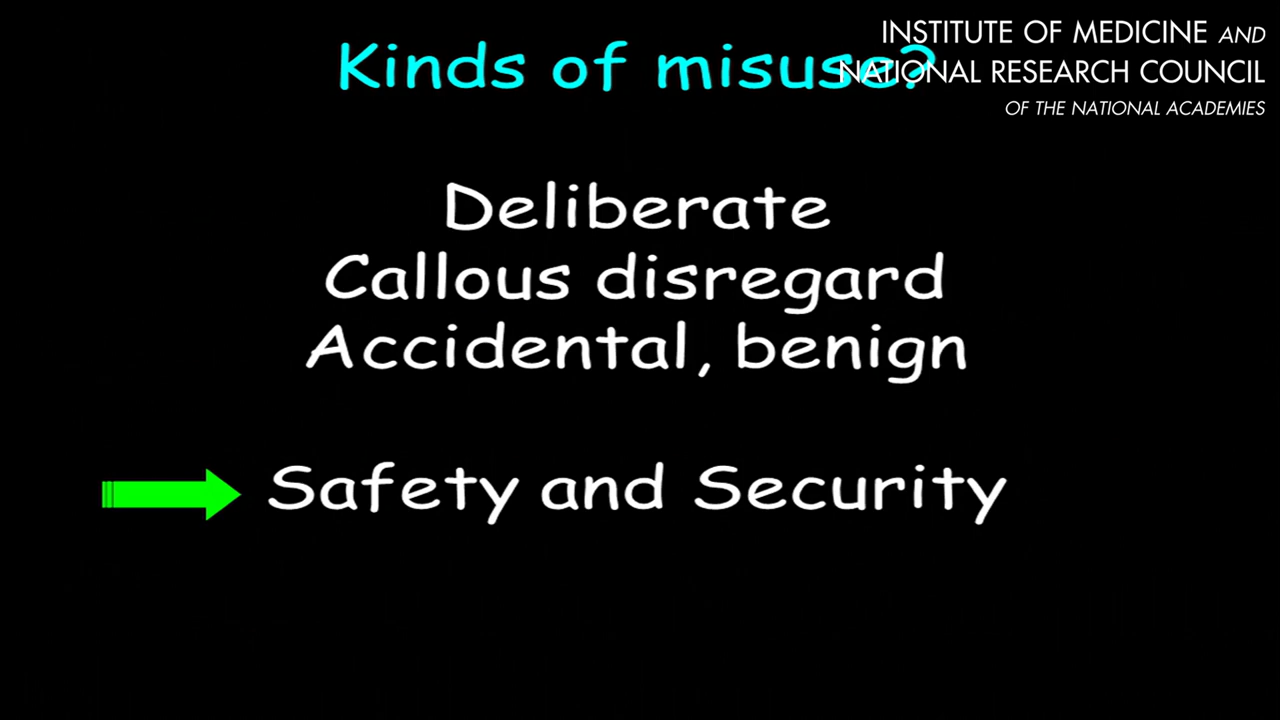 Kinds of misuse?
INSTITUTE OF MEDICINE AND
NATIONAL RESEARCH COUNCIL
OF THE NATIONAL ACADEMIES
Deliberate
Callous disregard
Accidental, benign
Safety and Security